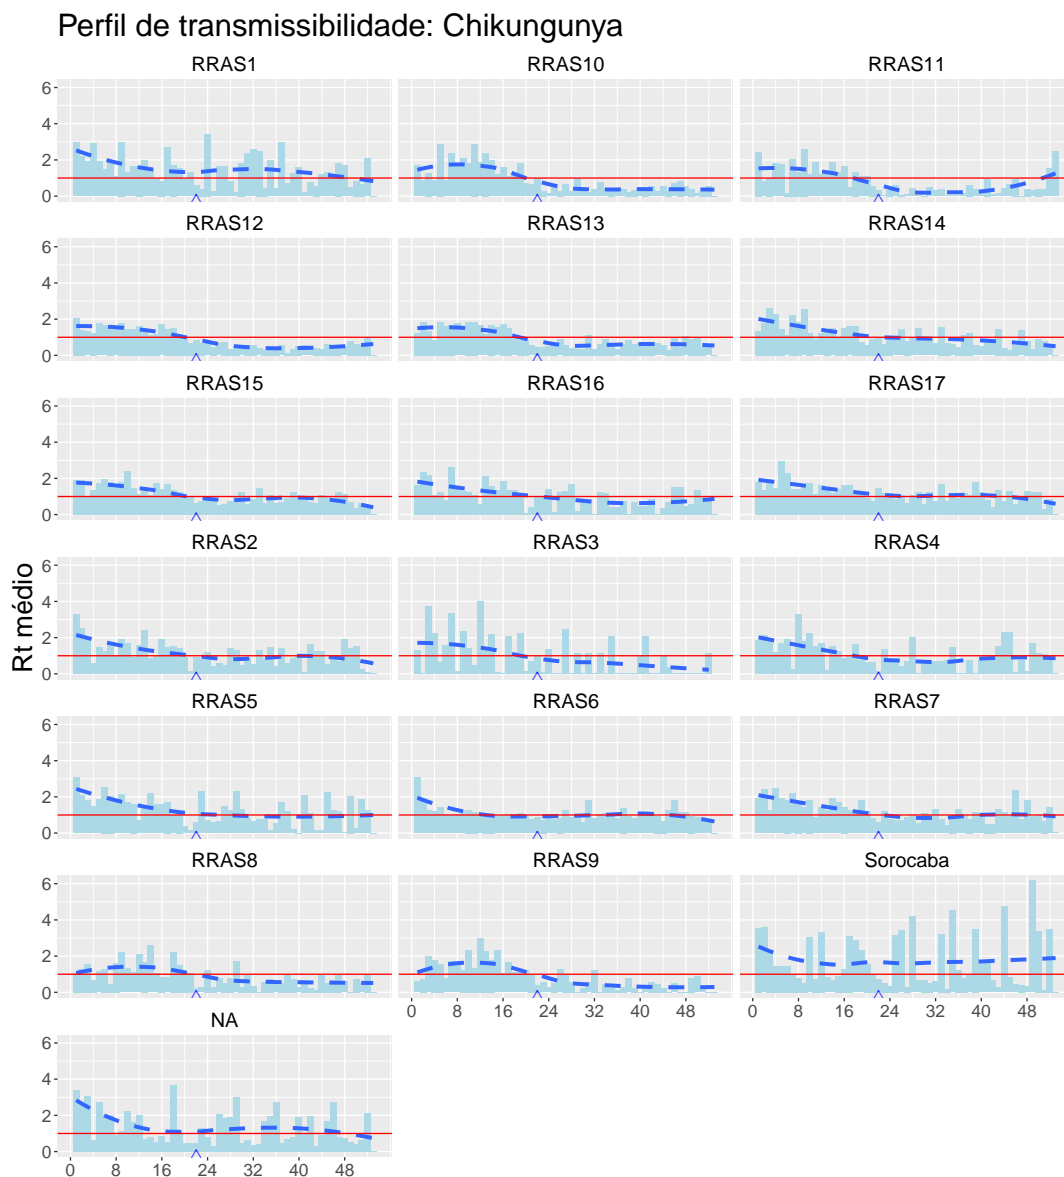 Perfil de transmissibilidade: Chikungunya
RRAS1 RRAS10 RRAS11
6
4
2
0
RRAS12 RRAS13 RRAS14
6
4
2
0
RRAS15 RRAS16 RRAS17
6
4
2
0
RRAS2 RRAS3 RRAS4
6
4
2
0
Rt médio
RRAS5 RRAS6 RRAS7
6
4
2
0
RRAS8 RRAS9 Sorocaba
6
4
2
0
0 8 16 24 32 40 48 0 8 16 24 32 40 48
NA
6
4
2
0
0 8 16 24 32 40 48